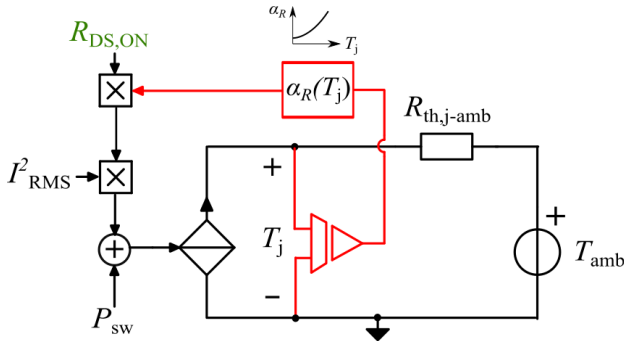 α_R
T_j
R_DS,ON
×
α_R(T_j)
R_th,j-amb
I²_RMS
×
+
T_j
−
+
T_amb
+
P_sw